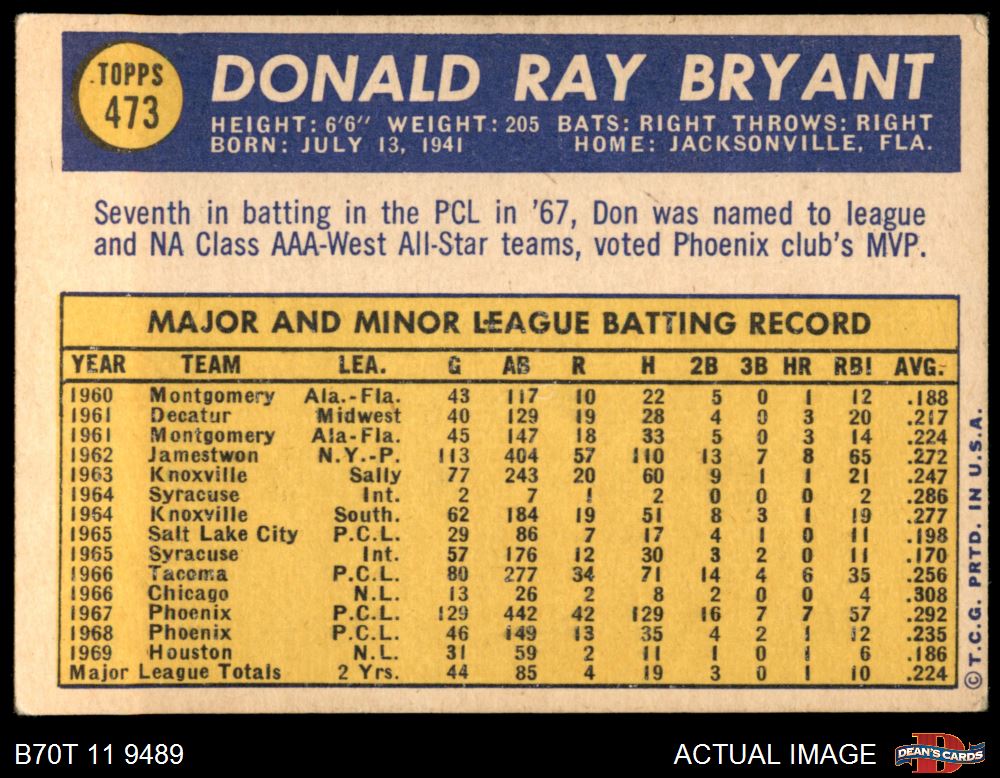 TOPPS
473
DONALD RAY BRYANT
HEIGHT: 6'6" WEIGHT: 205 BATS: RIGHT THROWS: RIGHT
BORN: JULY 13, 1941 HOME: JACKSONVILLE, FLA.
Seventh in batting in the PCL in '67, Don was named to league
and NA Class AAA-West All-Star teams, voted Phoenix club's MVP.
MAJOR AND MINOR LEAGUE BATTING RECORD
YEAR TEAM LEA. G AB R H 2B 3B HR RBI AVG.
1960 Montgomery Ala.-Fla. 43 117 10 22 5 0 1 12 .188
1961 Decatur Midwest 40 129 19 28 4 0 3 20 .217
1961 Montgomery Ala-Fla. 45 147 18 33 5 0 3 14 .224
1962 Jamestwon N.Y.-P. 113 404 57 110 13 7 8 65 .272
1963 Knoxville Sally 77 243 20 60 9 1 1 21 .247
1964 Syracuse Int. 2 7 1 2 0 0 0 2 .286
1964 Knoxville South. 62 184 19 51 8 3 1 19 .277
1965 Salt Lake City P.C.L. 29 86 7 17 4 1 0 11 .198
1965 Syracuse Int. 57 176 12 30 3 2 0 11 .170
1966 Tacoma P.C.L. 80 277 34 71 14 4 6 35 .256
1966 Chicago N.L. 13 26 2 8 2 0 0 4 .308
1967 Phoenix P.C.L. 129 442 42 129 16 7 7 57 .292
1968 Phoenix P.C.L. 46 149 13 35 4 2 1 12 .235
1969 Houston N.L. 31 59 2 11 1 0 1 6 .186
Major League Totals 2 Yrs. 44 85 4 19 3 0 1 10 .224
©T.C.G. PRTD. IN U.S.A.
B70T 11 9489
ACTUAL IMAGE
DEAN'S CARDS